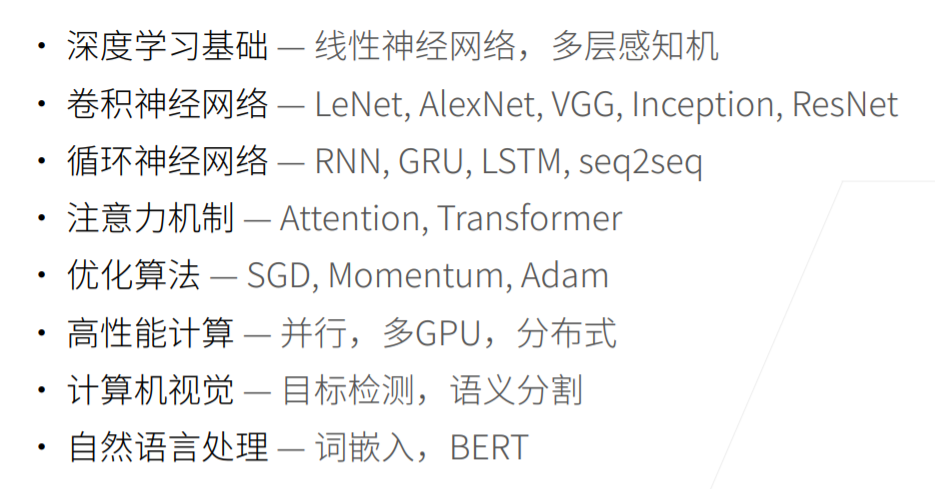 • 深度学习基础 — 线性神经网络，多层感知机
• 卷积神经网络 — LeNet, AlexNet, VGG, Inception, ResNet
• 循环神经网络 — RNN, GRU, LSTM, seq2seq
• 注意力机制 — Attention, Transformer
• 优化算法 — SGD, Momentum, Adam
• 高性能计算 — 并行，多GPU，分布式
• 计算机视觉 — 目标检测，语义分割
• 自然语言处理 — 词嵌入，BERT